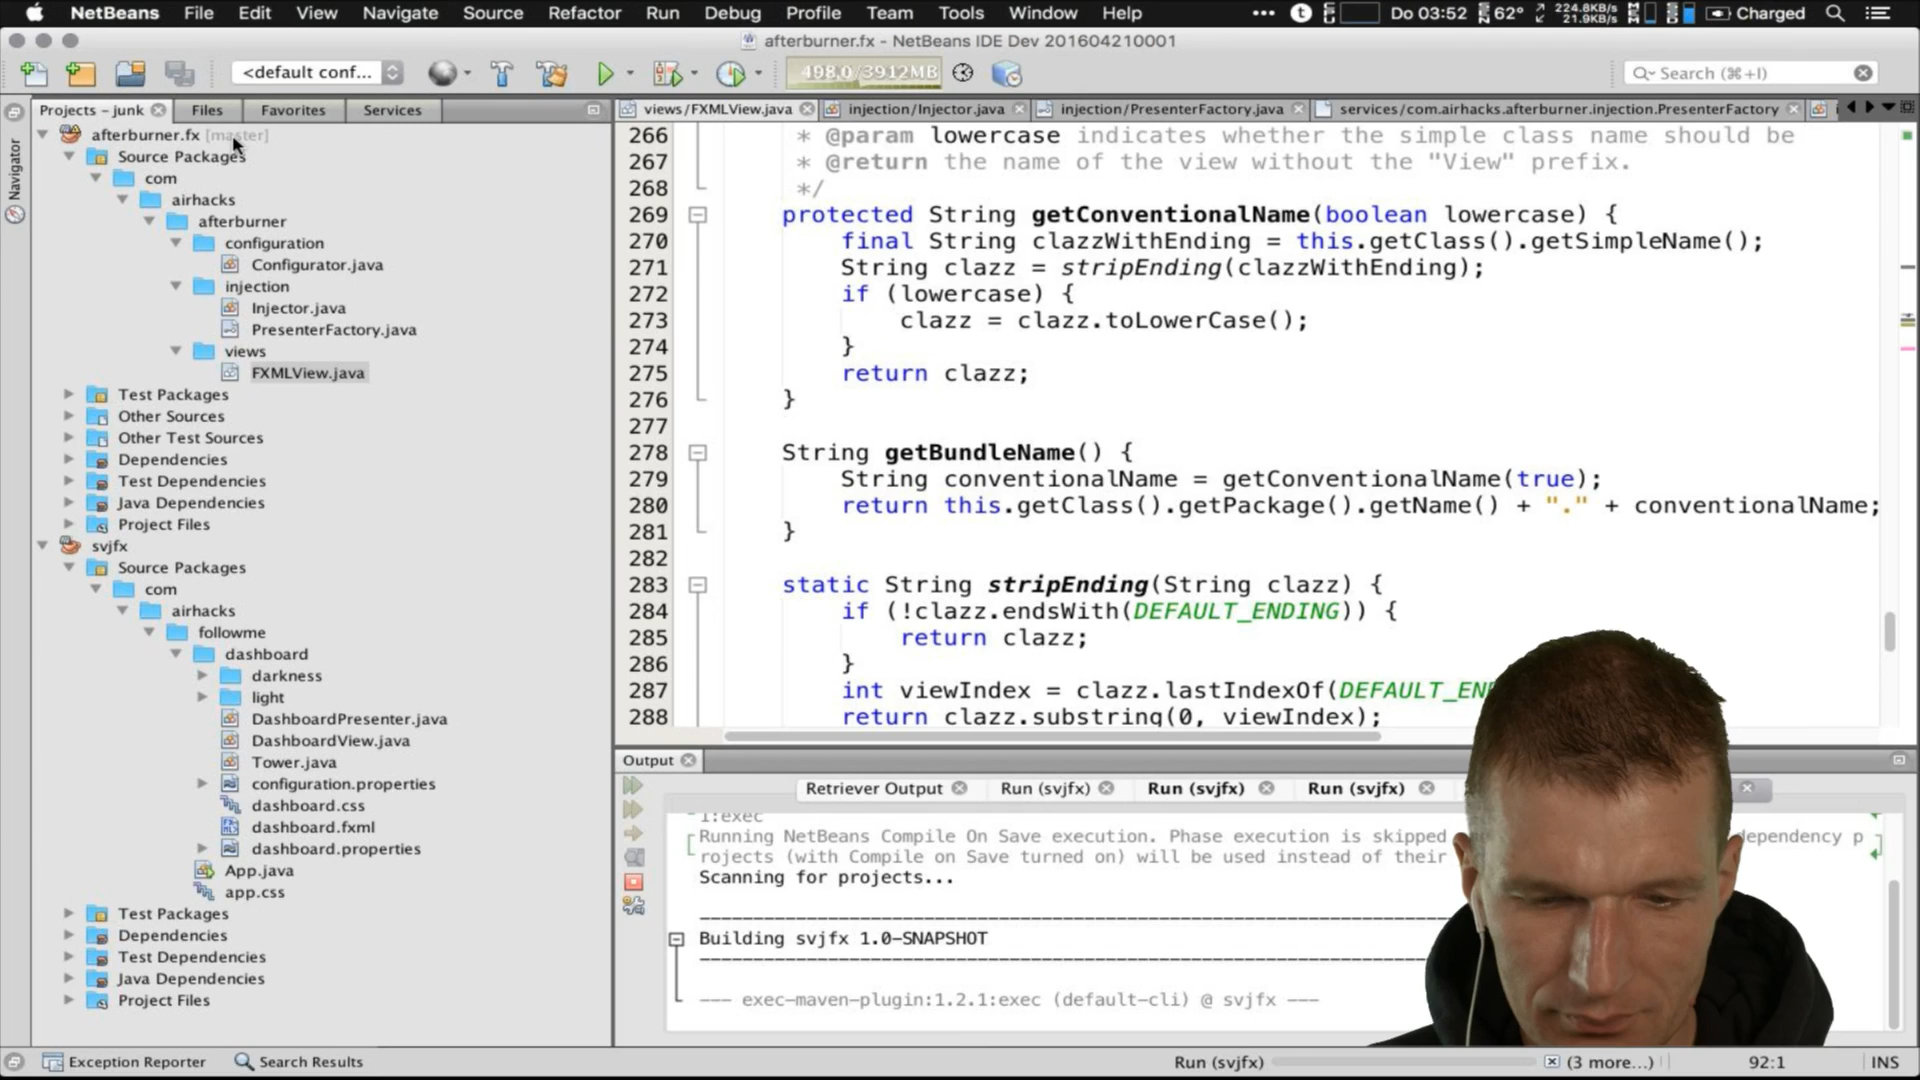 NetBeans File Edit View Navigate Source Refactor Run Debug Profile Team Tools Window Help ••• Do 03:52 62° 224.8KB/s 21.9KB/s Charged
afterburner.fx - NetBeans IDE Dev 201604210001
<default conf... 498.0/3912MB Search (⌘+I)
Projects - junk Files Favorites Services
views/FXMLView.java injection/Injector.java injection/PresenterFactory.java services/com.airhacks.afterburner.injection.PresenterFactory
Navigator
afterburner.fx [master]
Source Packages
com
airhacks
afterburner
configuration
Configurator.java
injection
Injector.java
PresenterFactory.java
views
FXMLView.java
Test Packages
Other Sources
Other Test Sources
Dependencies
Test Dependencies
Java Dependencies
Project Files
svjfx
Source Packages
com
airhacks
followme
dashboard
darkness
light
DashboardPresenter.java
DashboardView.java
Tower.java
configuration.properties
dashboard.css
dashboard.fxml
dashboard.properties
App.java
app.css
Test Packages
Dependencies
Test Dependencies
Java Dependencies
Project Files
266 * @param lowercase indicates whether the simple class name should be
267 * @return the name of the view without the "View" prefix.
268 */
269 protected String getConventionalName(boolean lowercase) {
270 final String clazzWithEnding = this.getClass().getSimpleName();
271 String clazz = stripEnding(clazzWithEnding);
272 if (lowercase) {
273 clazz = clazz.toLowerCase();
274 }
275 return clazz;
276 }
277
278 String getBundleName() {
279 String conventionalName = getConventionalName(true);
280 return this.getClass().getPackage().getName() + "." + conventionalName;
281 }
282
283 static String stripEnding(String clazz) {
284 if (!clazz.endsWith(DEFAULT_ENDING)) {
285 return clazz;
286 }
287 int viewIndex = clazz.lastIndexOf(DEFAULT_EN
288 return clazz.substring(0, viewIndex);
Output
Retriever Output Run (svjfx) Run (svjfx) Run (svjfx)
1:exec
Running NetBeans Compile On Save execution. Phase execution is skipped dependency p
rojects (with Compile on Save turned on) will be used instead of their
Scanning for projects...
Building svjfx 1.0-SNAPSHOT
--- exec-maven-plugin:1.2.1:exec (default-cli) @ svjfx ---
Exception Reporter Search Results Run (svjfx) (3 more...) 92:1 INS